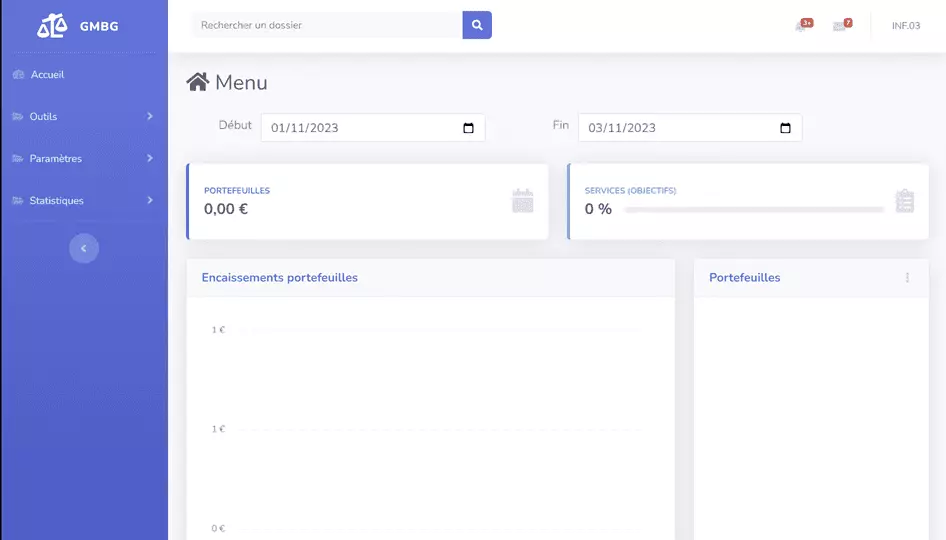 GMBG
Rechercher un dossier
3+
7
INF.03
Accueil
Outils
Paramètres
Statistiques
Menu
Début
01/11/2023
Fin
03/11/2023
PORTEFEUILLES
0,00 €
SERVICES (OBJECTIFS)
0 %
Encaissements portefeuilles
Portefeuilles
1 €
1 €
0 €